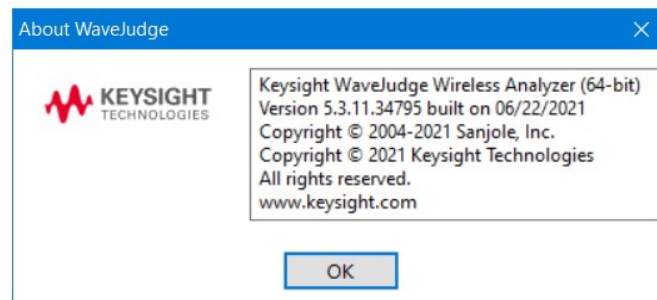 About WaveJudge
KEYSIGHT
TECHNOLOGIES
Keysight WaveJudge Wireless Analyzer (64-bit)
Version 5.3.11.34795 built on 06/22/2021
Copyright © 2004-2021 Sanjole, Inc.
Copyright © 2021 Keysight Technologies
All rights reserved.
www.keysight.com
OK